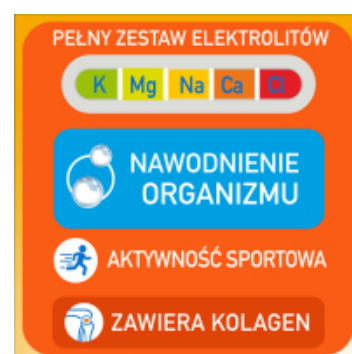 PEŁNY ZESTAW ELEKTROLITÓW
K Mg Na Ca Cl
NAWODNIENIE
ORGANIZMU
AKTYWNOŚĆ SPORTOWA
ZAWIERA KOLAGEN